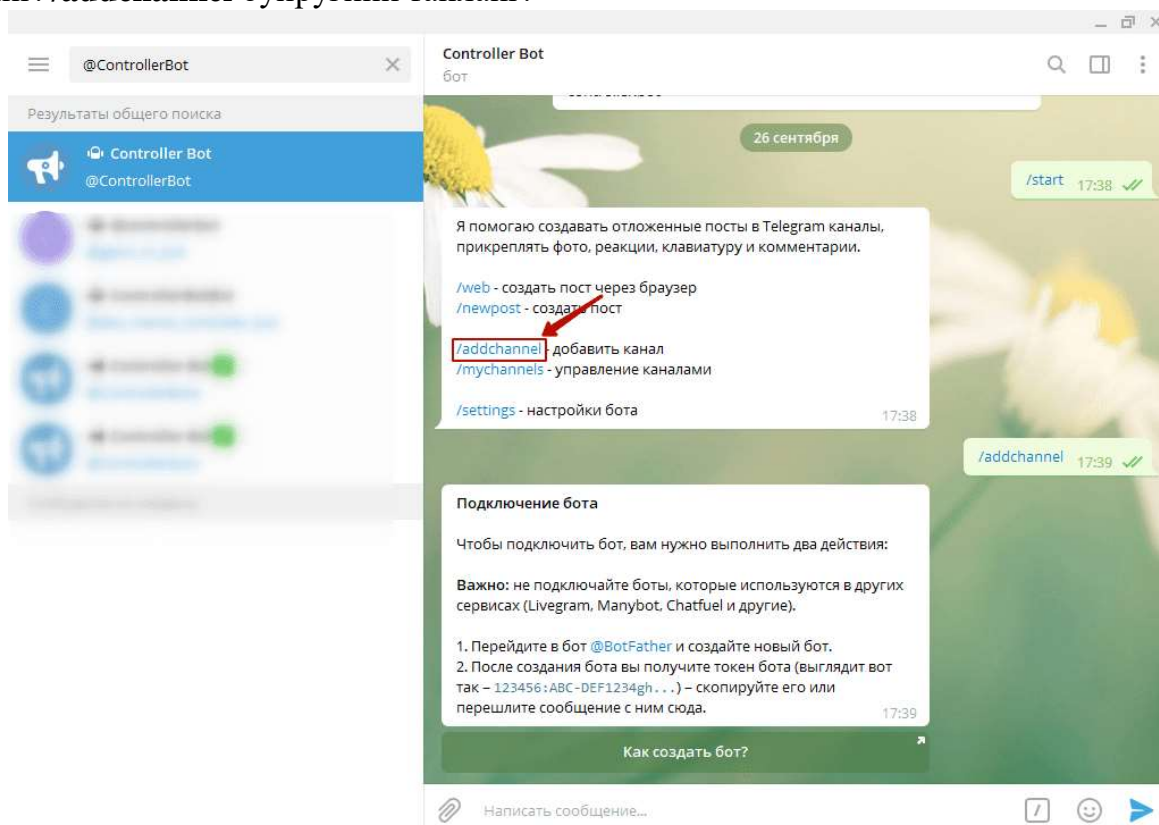 /addchannel буйругини танланг.
@ControllerBot
Результаты общего поиска
Controller Bot
@ControllerBot
Controller Bot
бот
26 сентября
/start 17:38
Я помогаю создавать отложенные посты в Telegram каналы,
прикреплять фото, реакции, клавиатуру и комментарии.
/web - создать пост через браузер
/newpost - создать пост
/addchannel - добавить канал
/mychannels - управление каналами
/settings - настройки бота
17:38
/addchannel 17:39
Подключение бота
Чтобы подключить бот, вам нужно выполнить два действия:
Важно: не подключайте боты, которые используются в других
сервисах (Livegram, Manybot, Chatfuel и другие).
1. Перейдите в бот @BotFather и создайте новый бот.
2. После создания бота вы получите токен бота (выглядит вот
так – 123456:ABC-DEF1234gh...) – скопируйте его или
перешлите сообщение с ним сюда.
17:39
Как создать бот?
Написать сообщение...